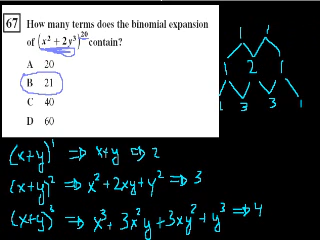 67 How many terms does the binomial expansion
of (x² + 2y³)²⁰ contain?
A 20
B 21
C 40
D 60
1 1
1 2 1
1 3 3 1
(x+y)¹ ⇒ x+y ⇒ 2
(x+y)² ⇒ x² + 2xy + y² ⇒ 3
(x+y)³ ⇒ x³ + 3x²y + 3xy² + y³ ⇒ 4